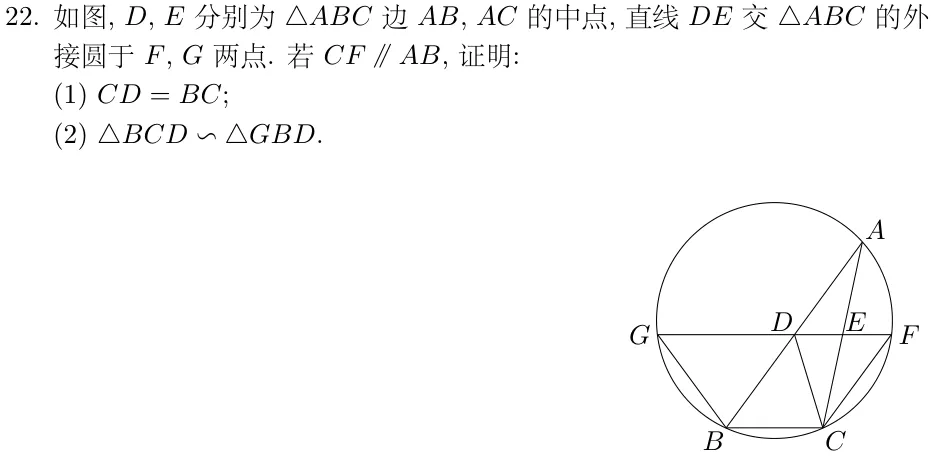 22. 如图, D, E 分别为 △ABC 边 AB, AC 的中点, 直线 DE 交 △ABC 的外
接圆于 F, G 两点. 若 CF ∥ AB, 证明:
(1) CD = BC;
(2) △BCD ∽ △GBD.
A
G
D
E
F
B
C